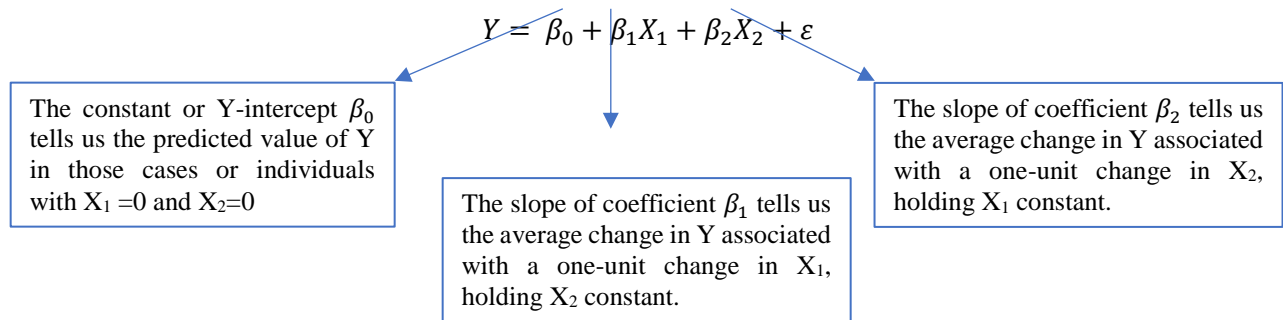 𝑌 = 𝛽₀ + 𝛽₁𝑋₁ + 𝛽₂𝑋₂ + 𝜀
The constant or Y-intercept 𝛽₀
tells us the predicted value of Y
in those cases or individuals
with X₁ =0 and X₂=0
The slope of coefficient 𝛽₁ tells us
the average change in Y associated
with a one-unit change in X₁,
holding X₂ constant.
The slope of coefficient 𝛽₂ tells us
the average change in Y associated
with a one-unit change in X₂,
holding X₁ constant.